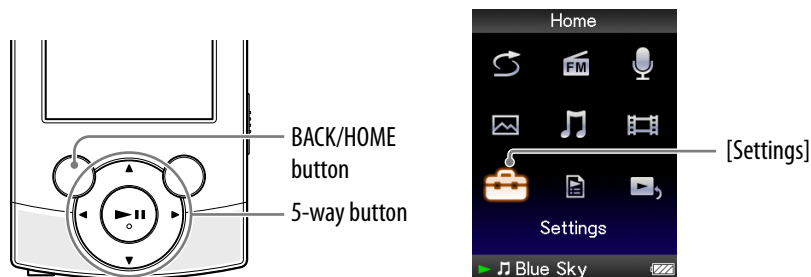 BACK/HOME
button
5-way button
Home
FM
[Settings]
Settings
Blue Sky